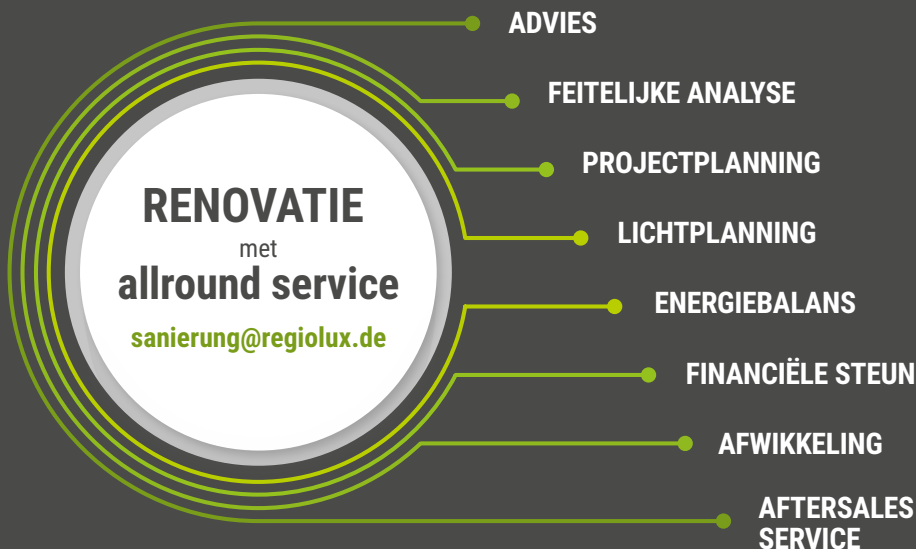 ADVIES
FEITELIJKE ANALYSE
PROJECTPLANNING
RENOVATIE
met
allround service
sanierung@regiolux.de
LICHTPLANNING
ENERGIEBALANS
FINANCIËLE STEUN
AFWIKKELING
AFTERSALES
SERVICE